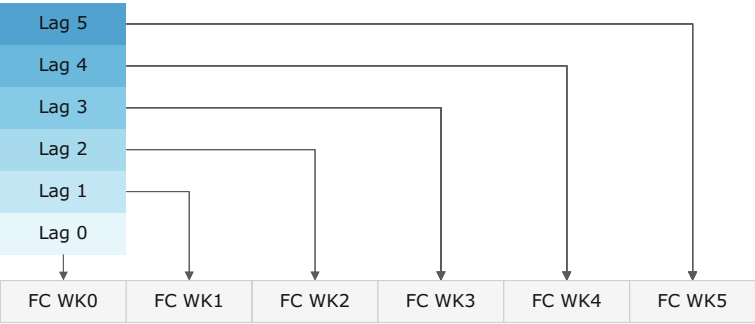 Lag 5
Lag 4
Lag 3
Lag 2
Lag 1
Lag 0
FC WK0 FC WK1 FC WK2 FC WK3 FC WK4 FC WK5